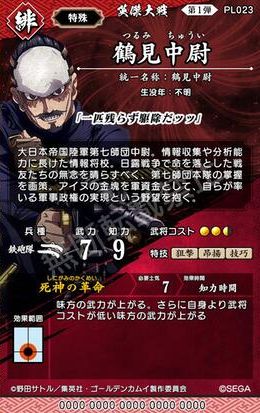 緋
特殊
英傑大戦
第1弾
PL023
つるみ ちゅうい
鶴見中尉
統一名称：鶴見中尉
生没年：不明
「一匹残らず駆除だッッ」
大日本帝国陸軍第七師団中尉。情報収集や分析能
力に長けた情報将校。日露戦争で命を落とした戦
友たちの無念を晴らすべく、第七師団本隊の掌握
を画策。アイヌの金塊を軍資金として、自らが率
いる軍事政権の実現という野望を抱く。
兵種 武力 知力 武将コスト
鉄砲隊 7 9
特技 狙撃 昂揚 技巧
しにがみのかくめい
死神の革命
必要士気 7
効果時間 知力時間
効果範囲
味方の武力が上がる。さらに自身より武将
コストが低い味方の武力が上がる
©野田サトル／集英社・ゴールデンカムイ製作委員会 ©SEGA
0000-0000-0000-0000-0000